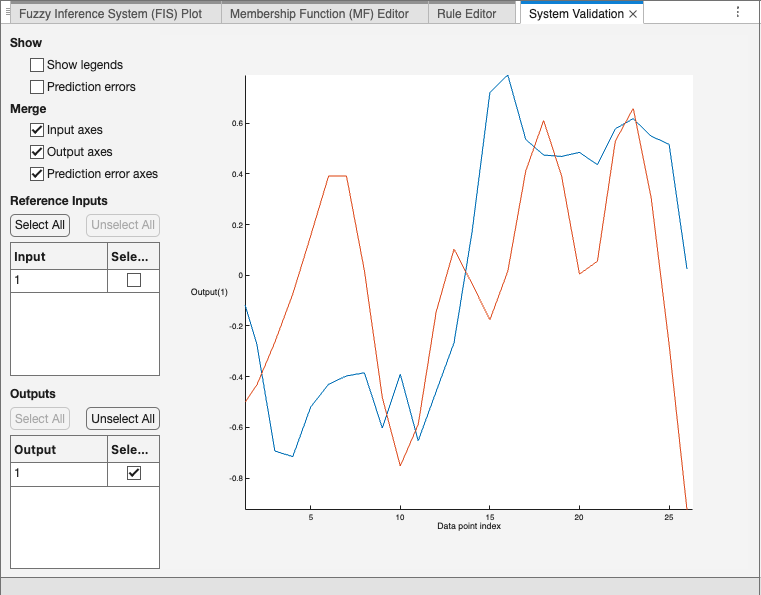 Fuzzy Inference System (FIS) Plot
Membership Function (MF) Editor
Rule Editor
System Validation
Show
Show legends
Prediction errors
Merge
Input axes
Output axes
Prediction error axes
Reference Inputs
Select All
Unselect All
Input
Sele...
1
Outputs
Select All
Unselect All
Output
Sele...
1
Output(1)
0.6
0.4
0.2
0
-0.2
-0.4
-0.6
-0.8
5
10
15
20
25
Data point index